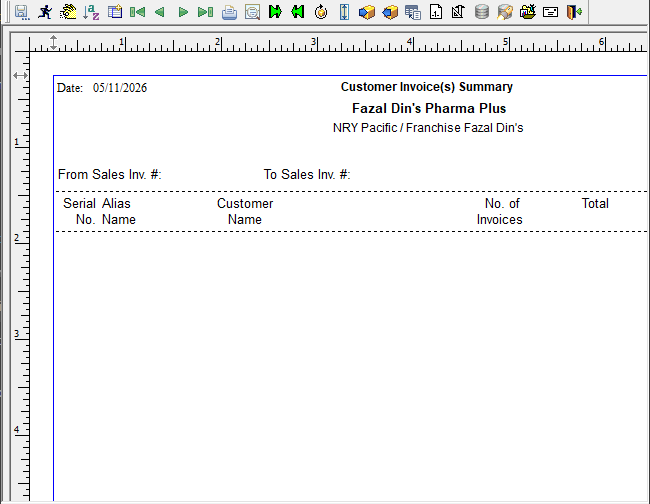 1 2 3 4 5 6
Date: 05/11/2026 Customer Invoice(s) Summary
Fazal Din's Pharma Plus
NRY Pacific / Franchise Fazal Din's
1
From Sales Inv. #: To Sales Inv. #:
Serial Alias Customer No. of Total
No. Name Name Invoices
2
3
4